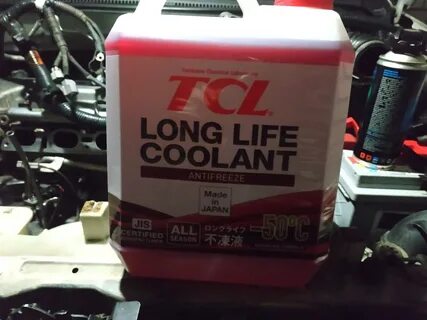 TCL
LONG LIFE
COOLANT
ANTIFREEZE
Made in
JAPAN
JIS
CERTIFIED
ALL
SEASON
ロングライフ
不凍液
-50°C